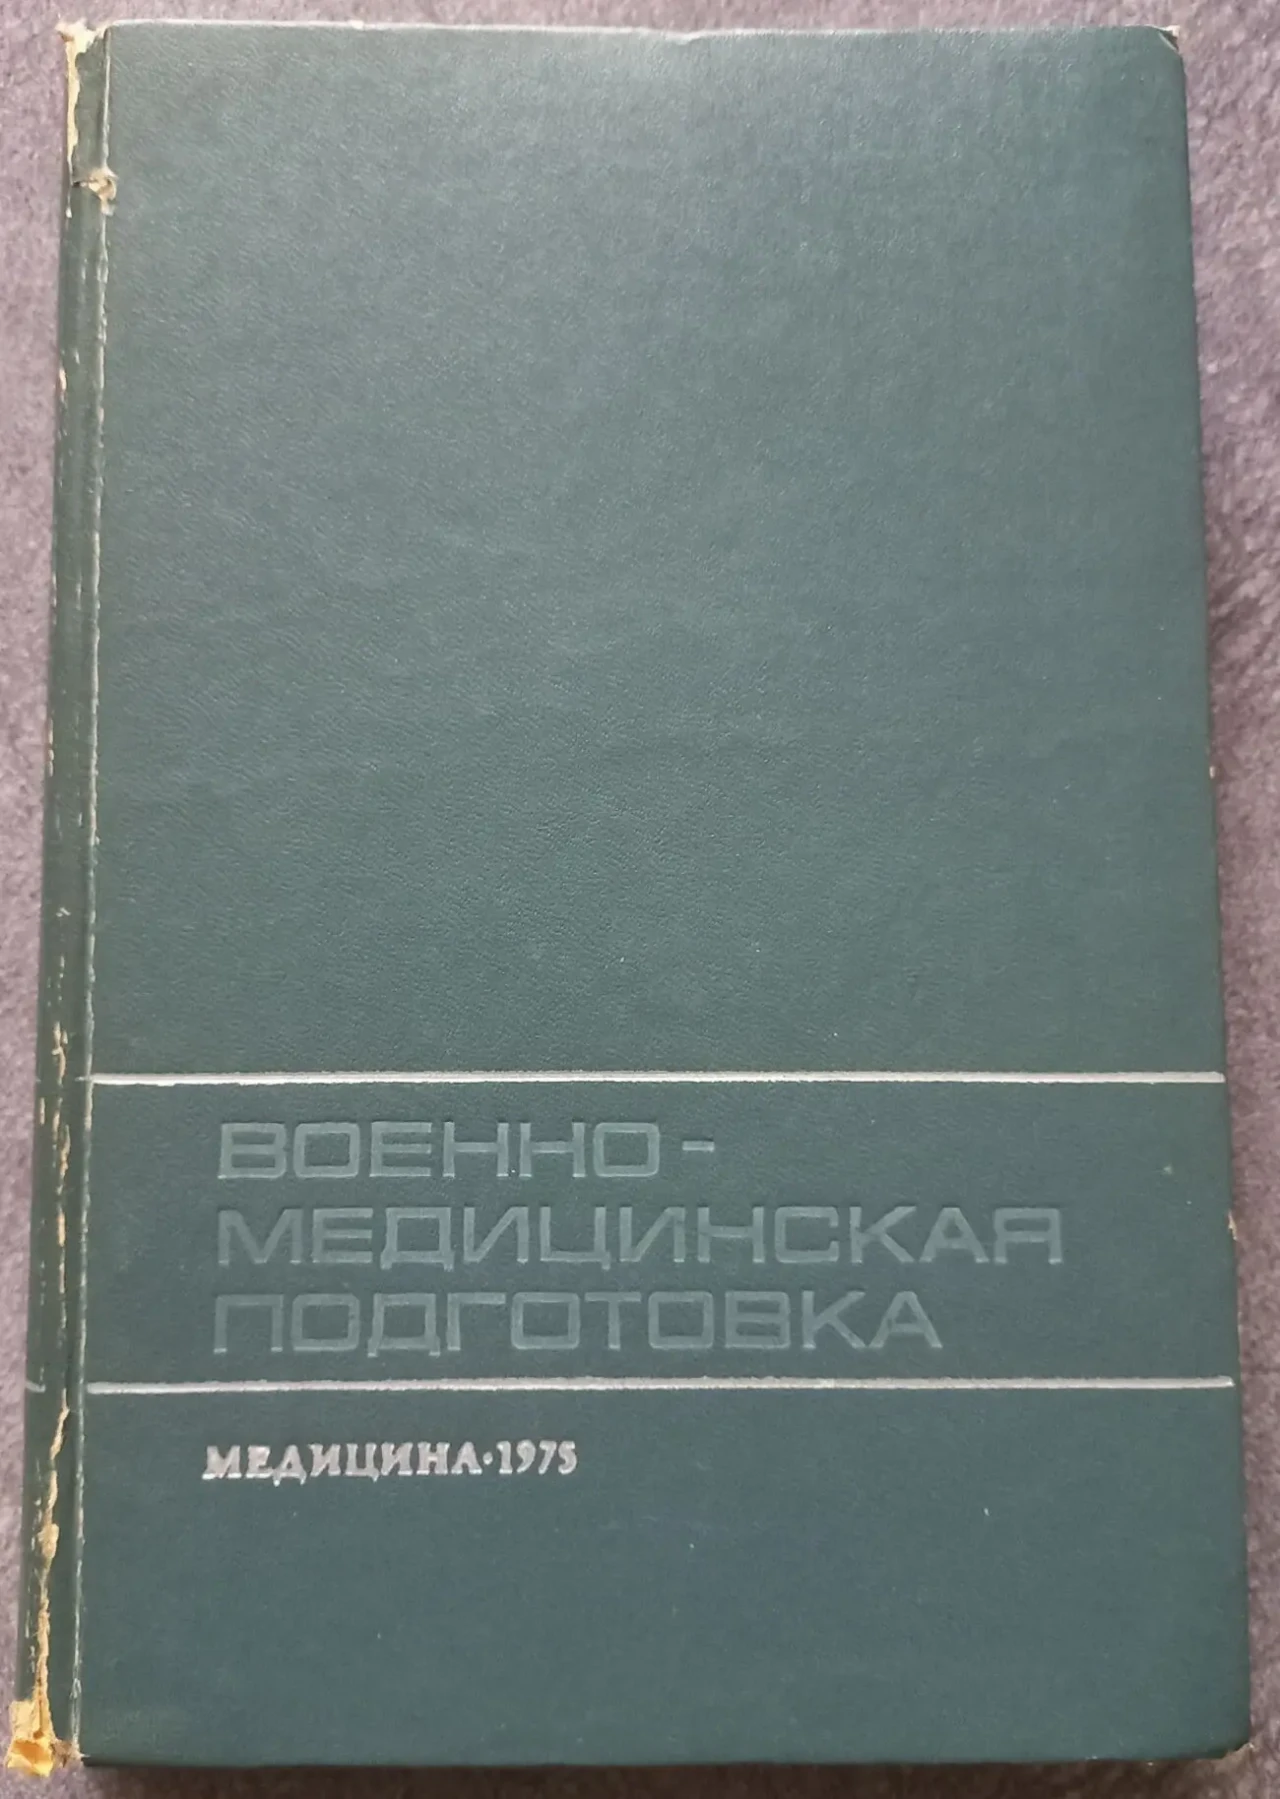 ВОЕННО-
МЕДИЦИНСКАЯ
ПОДГОТОВКА
МЕДИЦИНА·1975